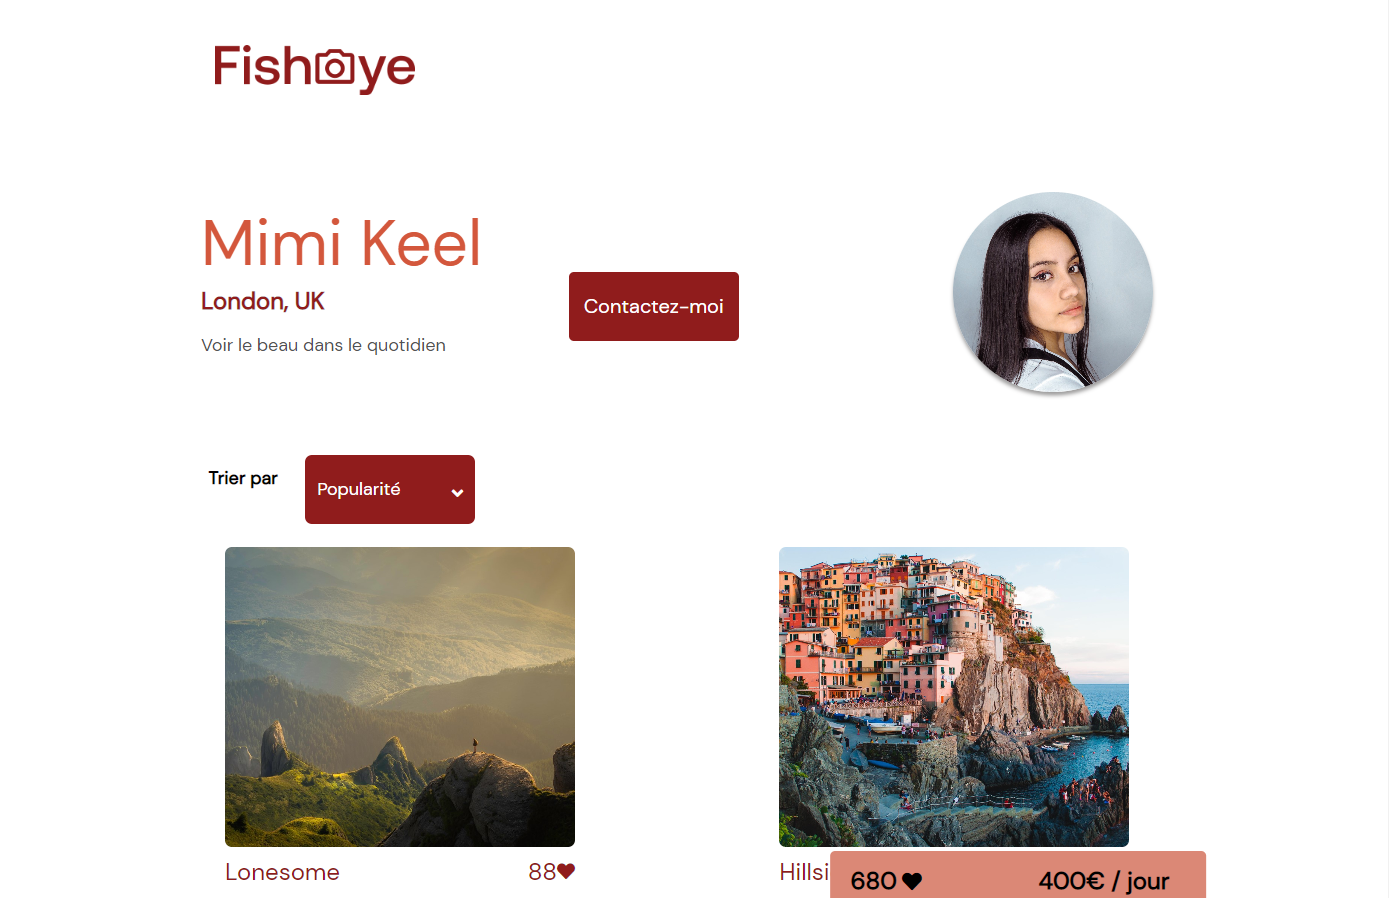 Fisheye
Mimi Keel
London, UK
Voir le beau dans le quotidien
Contactez-moi
Trier par
Popularité
Lonesome
88
Hillsi
680
400€ / jour